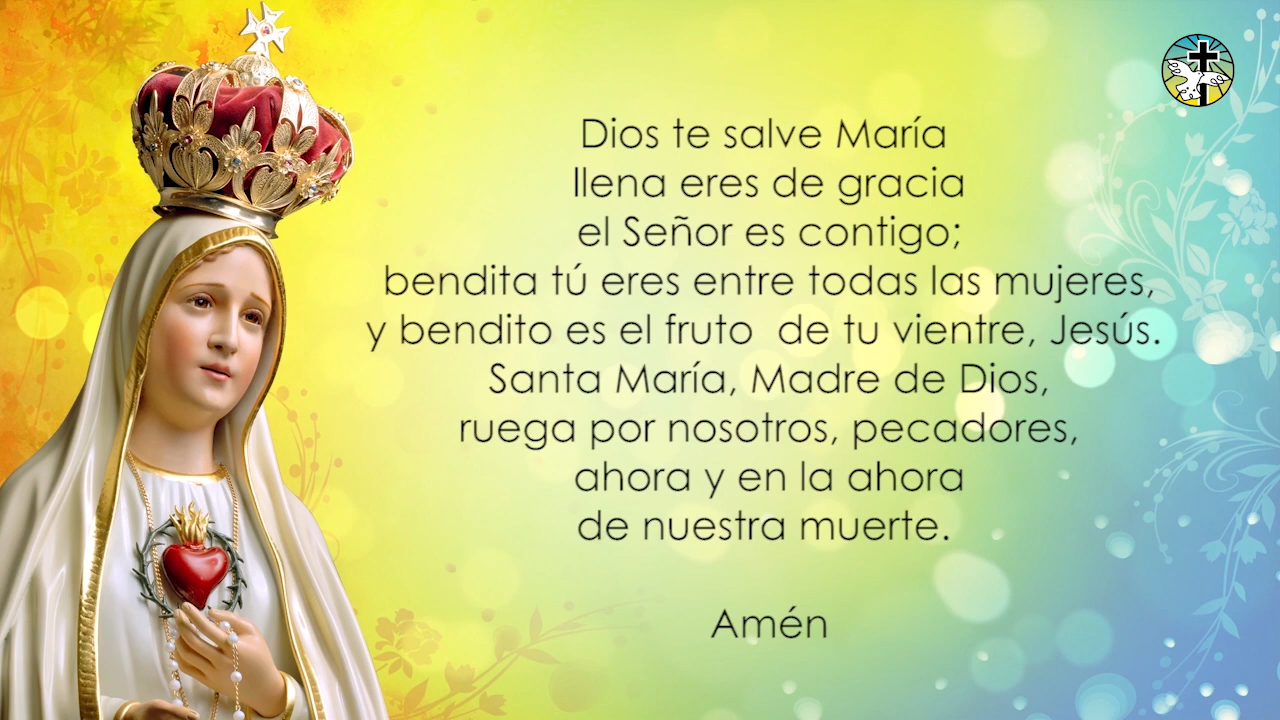 Dios te salve María
llena eres de gracia
el Señor es contigo;
bendita tú eres entre todas las mujeres,
y bendito es el fruto de tu vientre, Jesús.
Santa María, Madre de Dios,
ruega por nosotros, pecadores,
ahora y en la ahora
de nuestra muerte.
Amén